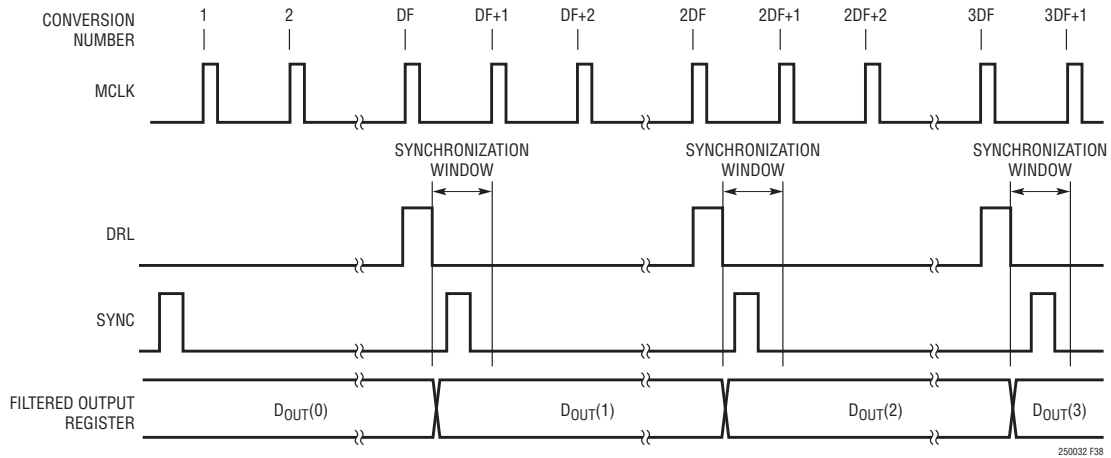 CONVERSION
NUMBER
1 2 DF DF+1 DF+2 2DF 2DF+1 2DF+2 3DF 3DF+1
MCLK
SYNCHRONIZATION
WINDOW
SYNCHRONIZATION
WINDOW
SYNCHRONIZATION
WINDOW
DRL
SYNC
FILTERED OUTPUT
REGISTER
DOUT(0) DOUT(1) DOUT(2) DOUT(3)
250032 F38